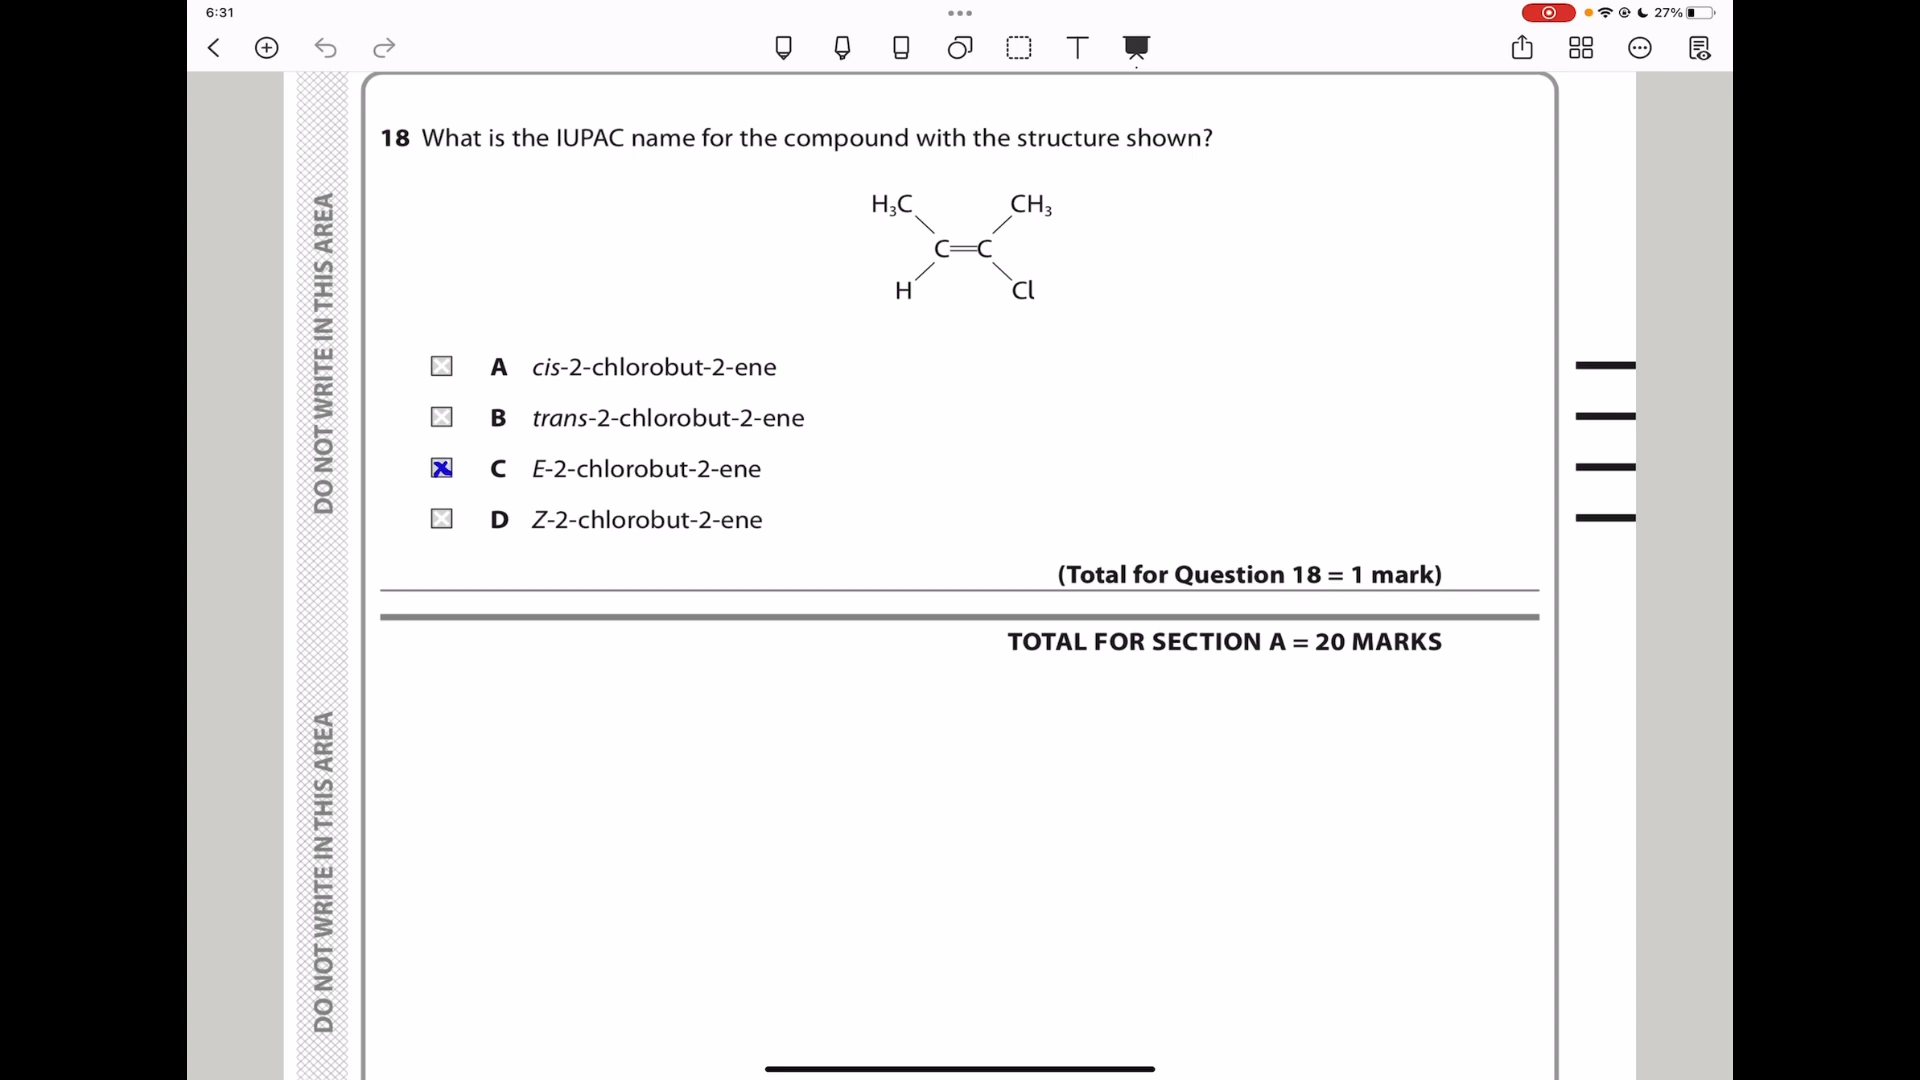 6:31
27%
18 What is the IUPAC name for the compound with the structure shown?
H₃C CH₃
C=C
H Cl
A cis-2-chlorobut-2-ene
B trans-2-chlorobut-2-ene
C E-2-chlorobut-2-ene
D Z-2-chlorobut-2-ene
(Total for Question 18 = 1 mark)
TOTAL FOR SECTION A = 20 MARKS
DO NOT WRITE IN THIS AREA
DO NOT WRITE IN THIS AREA